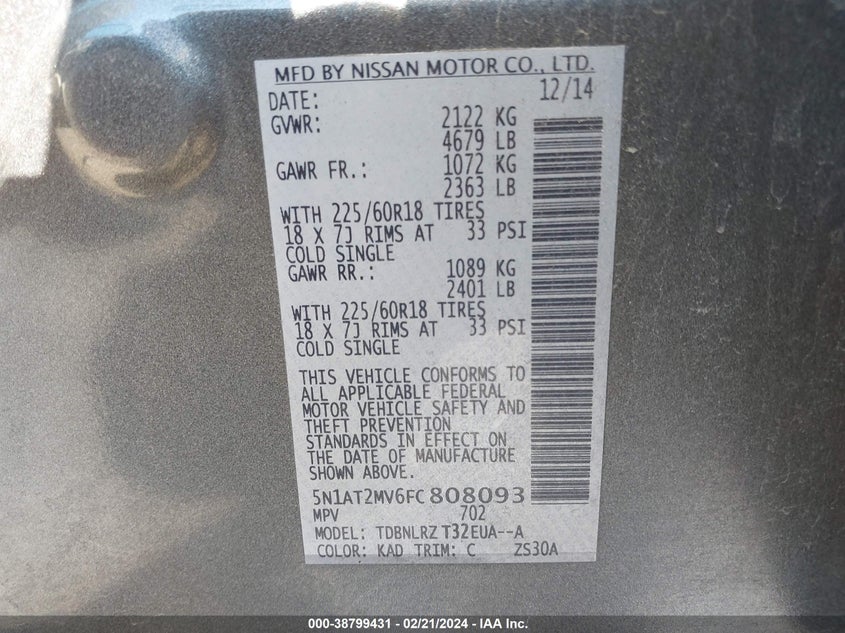 MFD BY NISSAN MOTOR CO., LTD.
DATE: 12/14
GVWR: 2122 KG
4679 LB
GAWR FR.: 1072 KG
2363 LB
WITH 225/60R18 TIRES
18 X 7J RIMS AT 33 PSI
COLD SINGLE
GAWR RR.: 1089 KG
2401 LB
WITH 225/60R18 TIRES
18 X 7J RIMS AT 33 PSI
COLD SINGLE
THIS VEHICLE CONFORMS TO
ALL APPLICABLE FEDERAL
MOTOR VEHICLE SAFETY AND
THEFT PREVENTION
STANDARDS IN EFFECT ON
THE DATE OF MANUFACTURE
SHOWN ABOVE.
5N1AT2MV6FC808093
MPV 702
MODEL: TDBNLRZ T32EUA--A
COLOR: KAD TRIM: C ZS30A
000-38799431 - 02/21/2024 - IAA Inc.